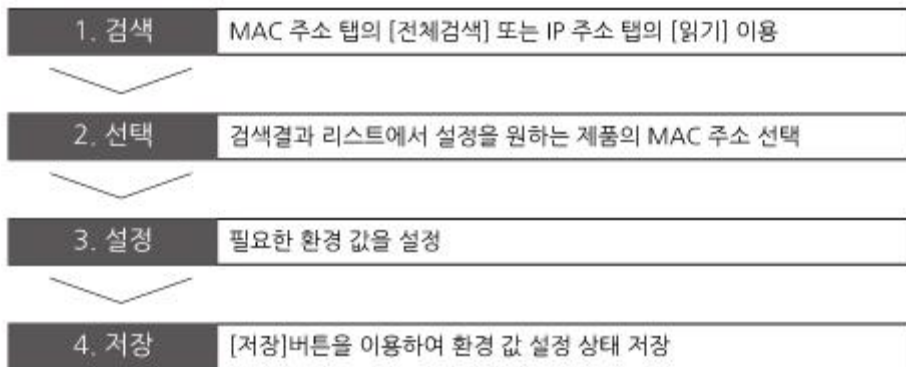 1. 검색 MAC 주소 탭의 [전체검색] 또는 IP 주소 탭의 [읽기] 이용
2. 선택 검색결과 리스트에서 설정을 원하는 제품의 MAC 주소 선택
3. 설정 필요한 환경 값을 설정
4. 저장 [저장]버튼을 이용하여 환경 값 설정 상태 저장